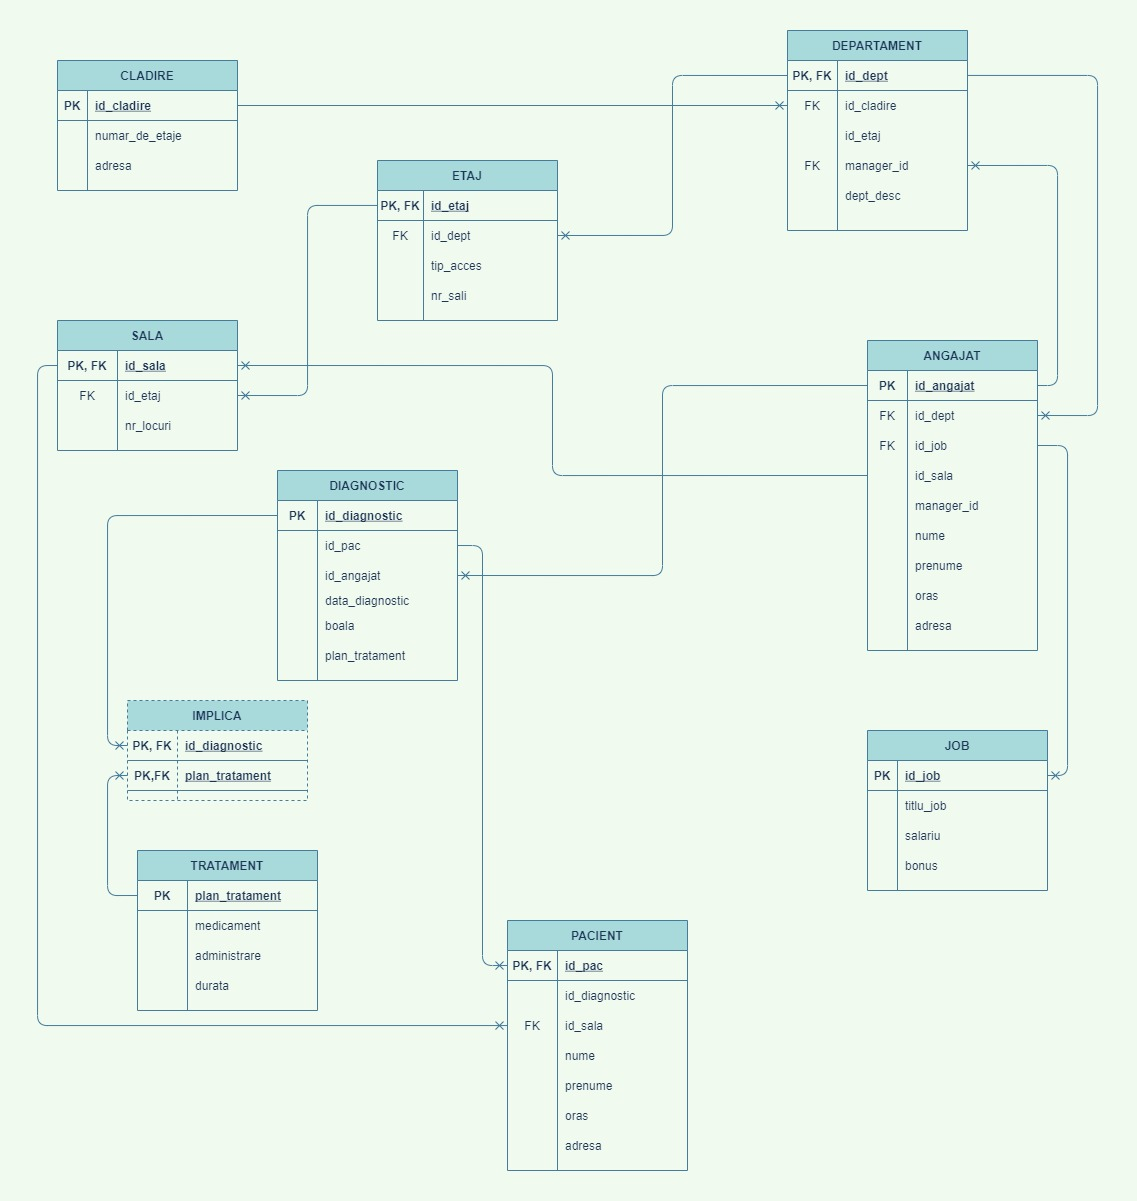 DEPARTAMENT
PK, FK id_dept
FK id_cladire
id_etaj
FK manager_id
dept_desc
CLADIRE
PK id_cladire
numar_de_etaje
adresa
ETAJ
PK, FK id_etaj
FK id_dept
tip_acces
nr_sali
SALA
PK, FK id_sala
FK id_etaj
nr_locuri
ANGAJAT
PK id_angajat
FK id_dept
FK id_job
id_sala
manager_id
nume
prenume
oras
adresa
DIAGNOSTIC
PK id_diagnostic
id_pac
id_angajat
data_diagnostic
boala
plan_tratament
IMPLICA
PK, FK id_diagnostic
PK,FK plan_tratament
JOB
PK id_job
titlu_job
salariu
bonus
TRATAMENT
PK plan_tratament
medicament
administrare
durata
PACIENT
PK, FK id_pac
id_diagnostic
FK id_sala
nume
prenume
oras
adresa